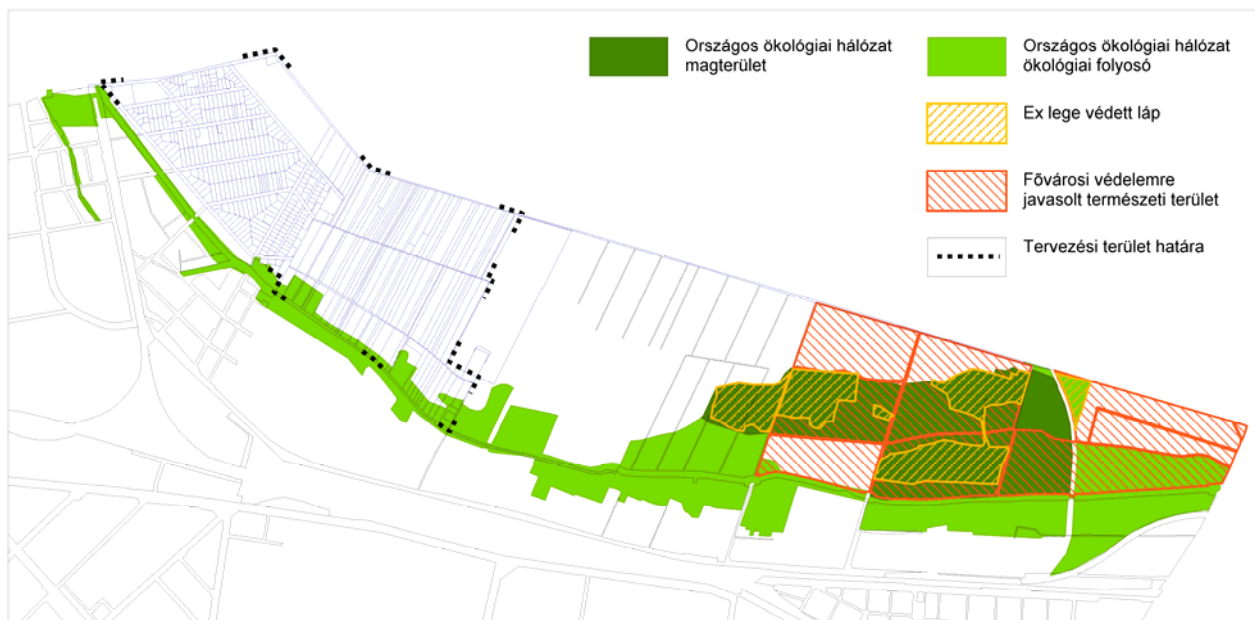 Országos ökológiai hálózat
magterület
Országos ökológiai hálózat
ökológiai folyosó
Ex lege védett láp
Fõvárosi védelemre
javasolt természeti terület
Tervezési terület határa